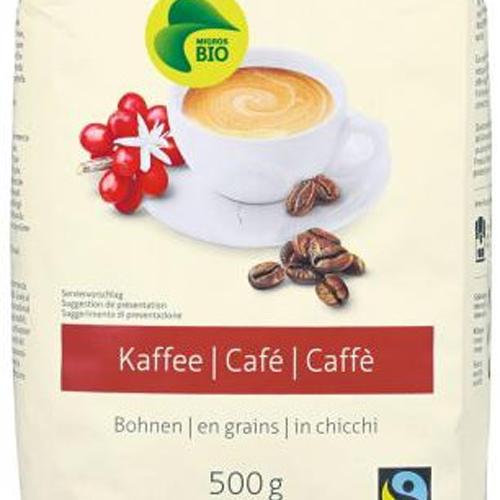 MIGROS
BIO
Serviervorschlag
Suggestion de présentation
Suggerimento di presentazione
Kaffee | Café | Caffè
Bohnen | en grains | in chicchi
500 g